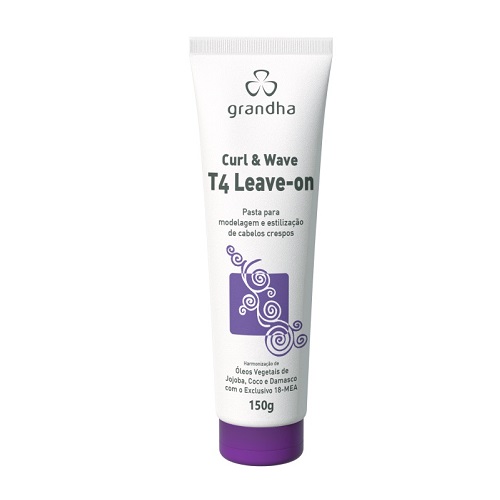 grandha
Curl & Wave
T4 Leave-on
Pasta para
modelagem e estilização
de cabelos crespos
Harmonização de
Óleos Vegetais de
Jojoba, Coco e Damasco
com o Exclusivo 18-MEA
150g